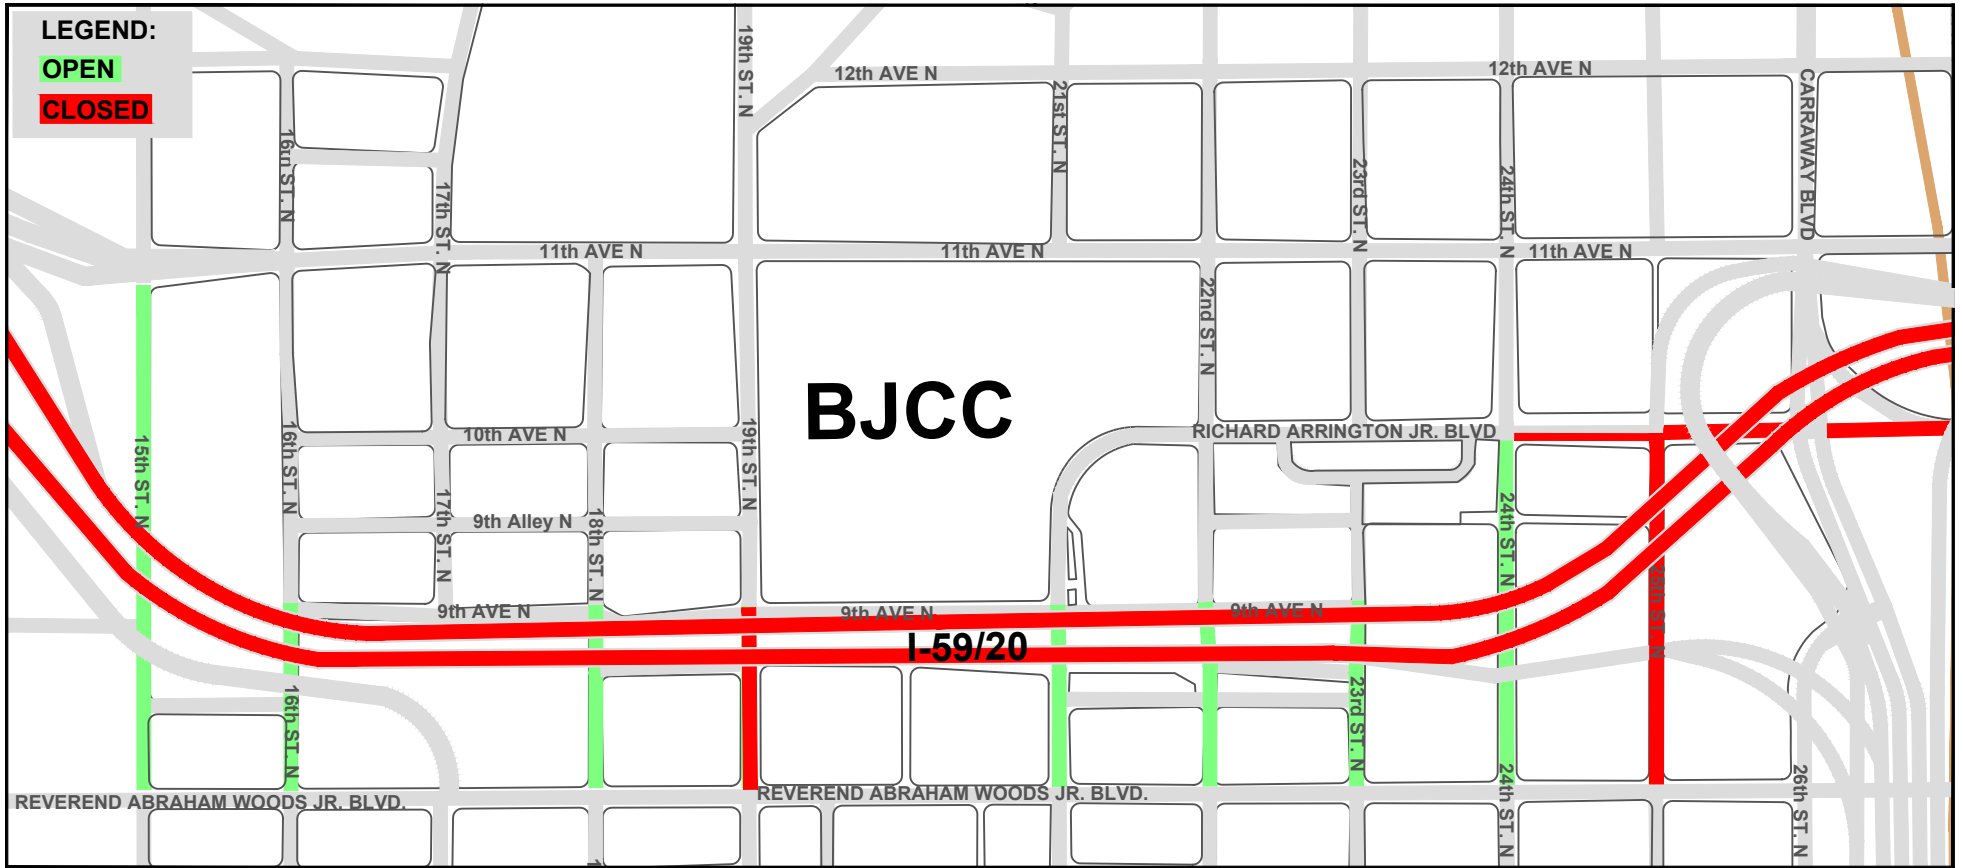 LEGEND:
OPEN
CLOSED
19th ST. N
12th AVE N
12th AVE N
16th ST. N
17th ST. N
21st ST. N
23rd ST. N
24th ST. N
CARRAWAY BLVD
11th AVE N
11th AVE N
11th AVE N
22nd ST. N
BJCC
15th ST. N
16th ST. N
10th AVE N
19th ST. N
RICHARD ARRINGTON JR. BLVD
17th ST. N
9th Alley N
18th ST. N
24th ST. N
25th ST. N
9th AVE N
9th AVE N
9th AVE N
I-59/20
16th ST. N
23rd ST. N
24th ST. N
26th ST. N
REVEREND ABRAHAM WOODS JR. BLVD.
REVEREND ABRAHAM WOODS JR. BLVD.